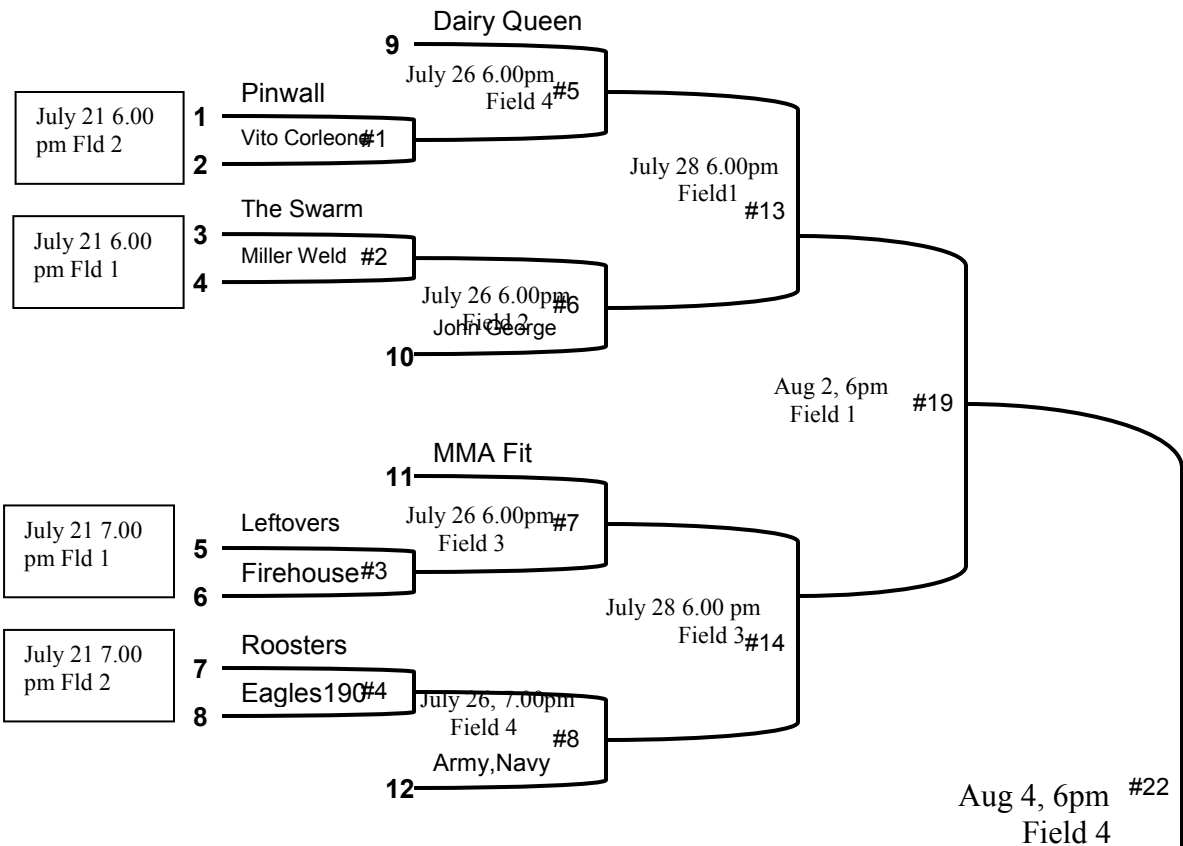 Dairy Queen
9
July 26 6.00pm
Field 4
#5
Pinwall
July 21 6.00
pm Fld 2
1
Vito Corleone
#1
2
July 28 6.00pm
Field1
#13
The Swarm
July 21 6.00
pm Fld 1
3
Miller Weld #2
4
July 26 6.00pm
Field 2
#6
John George
10
Aug 2, 6pm
Field 1
#19
MMA Fit
11
July 26 6.00pm
Field 3
#7
Leftovers
July 21 7.00
pm Fld 1
5
Firehouse #3
6
July 28 6.00 pm
Field 3
#14
Roosters
July 21 7.00
pm Fld 2
7
Eagles190
#4
8
July 26, 7.00pm
Field 4
#8
Army,Navy
12
Aug 4, 6pm
Field 4
#22